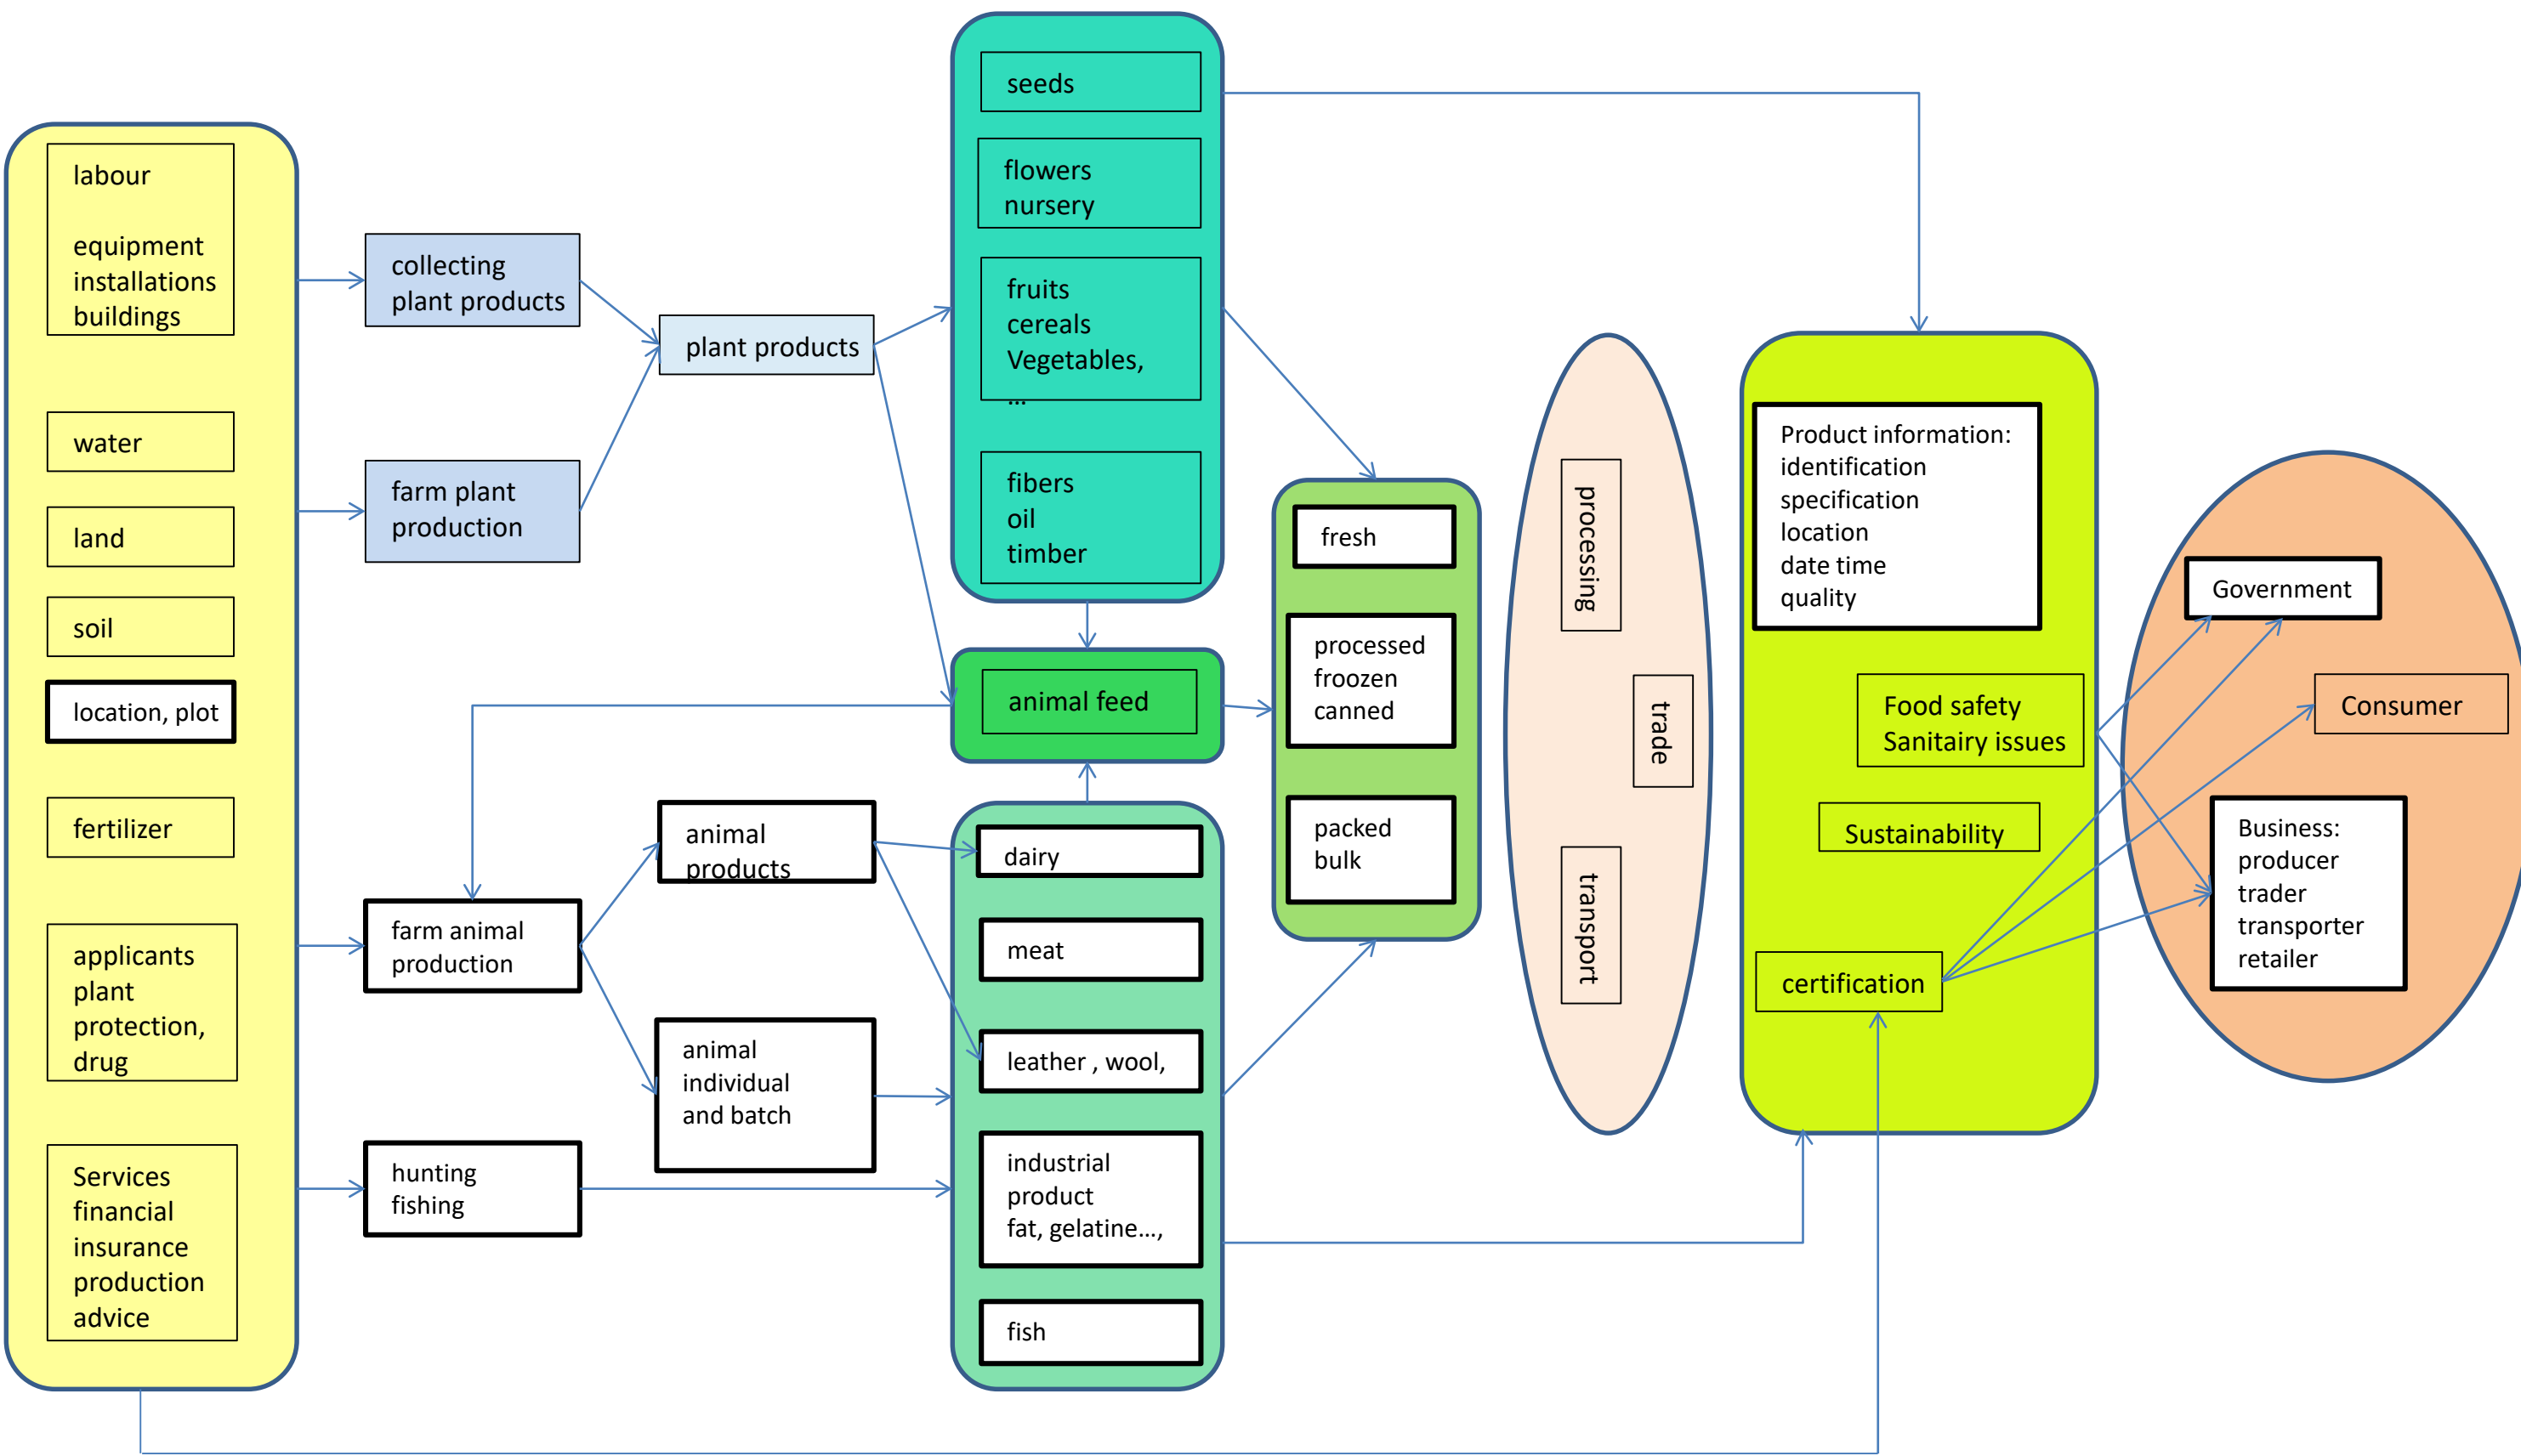 labour
equipment
installations
buildings
water
land
soil
location, plot
fertilizer
applicants
plant
protection,
drug
Services
financial
insurance
production
advice
collecting
plant products
farm plant
production
farm animal
production
hunting
fishing
plant products
animal
products
animal
individual
and batch
seeds
flowers
nursery
fruits
cereals
Vegetables,
...
fibers
oil
timber
animal feed
dairy
meat
leather , wool,
industrial
product
fat, gelatine...,
fish
fresh
processed
froozen
canned
packed
bulk
processing
trade
transport
Product information:
identification
specification
location
date time
quality
Food safety
Sanitairy issues
Sustainability
certification
Government
Consumer
Business:
producer
trader
transporter
retailer